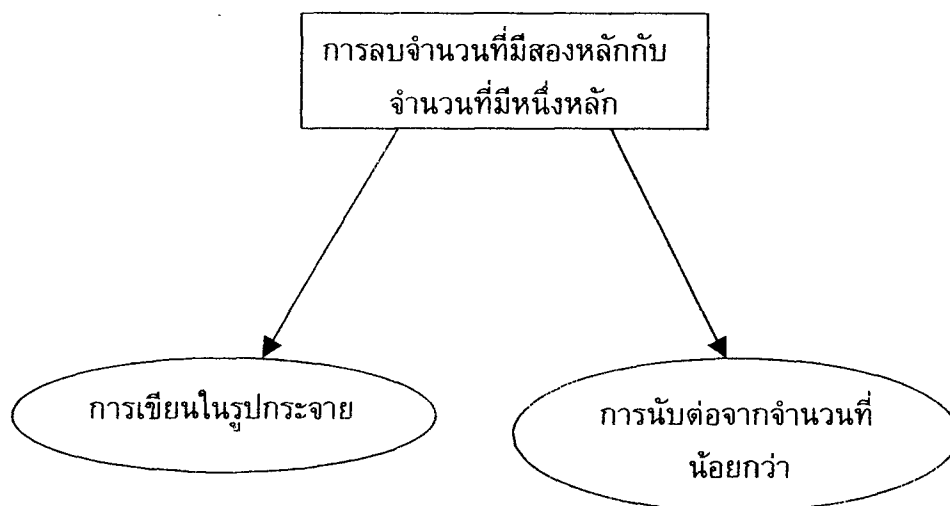 การลบจำนวนที่มีสองหลักกับ
จำนวนที่มีหนึ่งหลัก
การเขียนในรูปกระจาย
การนับต่อจากจำนวนที่
น้อยกว่า